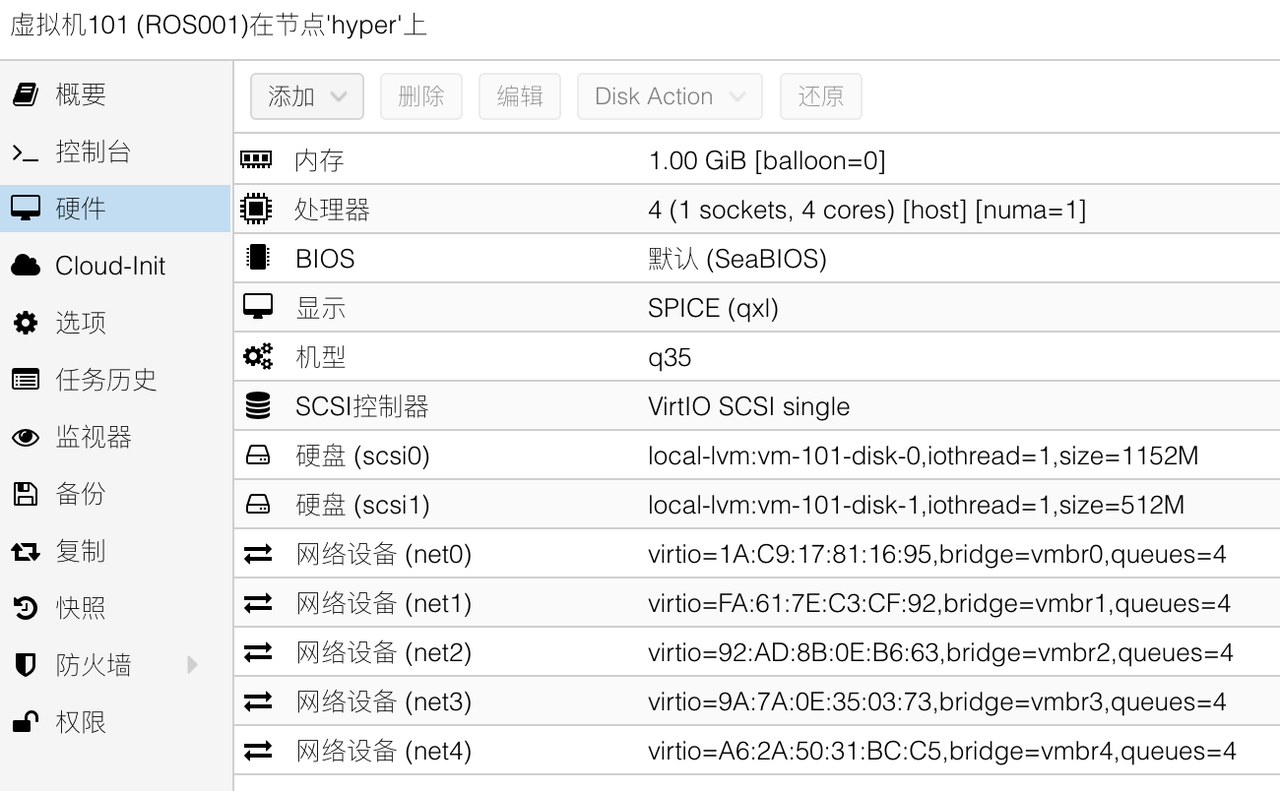 虚拟机101 (ROS001)在节点'hyper'上
概要
控制台
硬件
Cloud-Init
选项
任务历史
监视器
备份
复制
快照
防火墙
权限
添加 删除 编辑 Disk Action 还原
内存 1.00 GiB [balloon=0]
处理器 4 (1 sockets, 4 cores) [host] [numa=1]
BIOS 默认 (SeaBIOS)
显示 SPICE (qxl)
机型 q35
SCSI控制器 VirtIO SCSI single
硬盘 (scsi0) local-lvm:vm-101-disk-0,iothread=1,size=1152M
硬盘 (scsi1) local-lvm:vm-101-disk-1,iothread=1,size=512M
网络设备 (net0) virtio=1A:C9:17:81:16:95,bridge=vmbr0,queues=4
网络设备 (net1) virtio=FA:61:7E:C3:CF:92,bridge=vmbr1,queues=4
网络设备 (net2) virtio=92:AD:8B:0E:B6:63,bridge=vmbr2,queues=4
网络设备 (net3) virtio=9A:7A:0E:35:03:73,bridge=vmbr3,queues=4
网络设备 (net4) virtio=A6:2A:50:31:BC:C5,bridge=vmbr4,queues=4